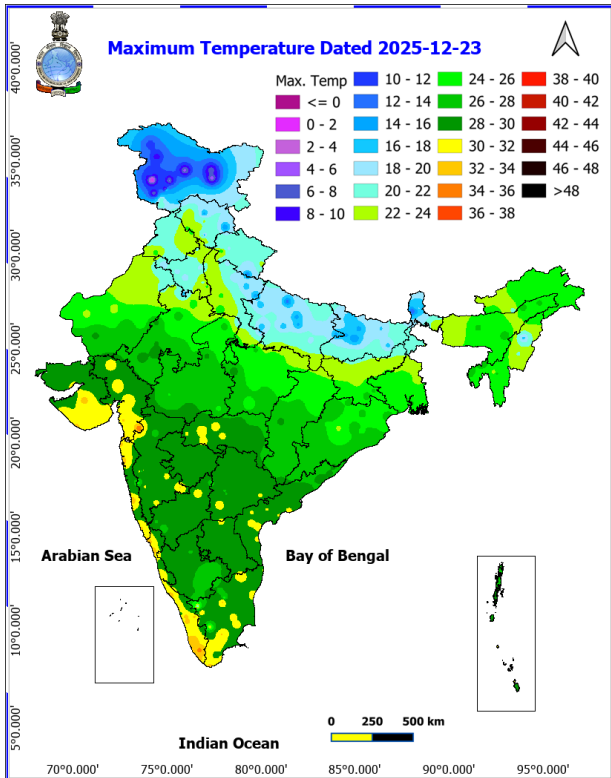 Maximum Temperature Dated 2025-12-23
Max. Temp
<= 0
0 - 2
2 - 4
4 - 6
6 - 8
8 - 10
10 - 12
12 - 14
14 - 16
16 - 18
18 - 20
20 - 22
22 - 24
24 - 26
26 - 28
28 - 30
30 - 32
32 - 34
34 - 36
36 - 38
38 - 40
40 - 42
42 - 44
44 - 46
46 - 48
>48
40°0.000'
35°0.000'
30°0.000'
25°0.000'
20°0.000'
15°0.000'
10°0.000'
5°0.000'
Arabian Sea
Bay of Bengal
Indian Ocean
0 250 500 km
70°0.000' 75°0.000' 80°0.000' 85°0.000' 90°0.000' 95°0.000'